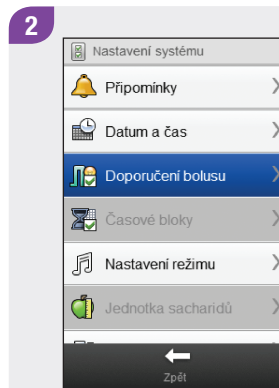 2
Nastavení systému
Připomínky
Datum a čas
Doporučení bolusu
Časové bloky
Nastavení režimu
Jednotka sacharidů
Zpět